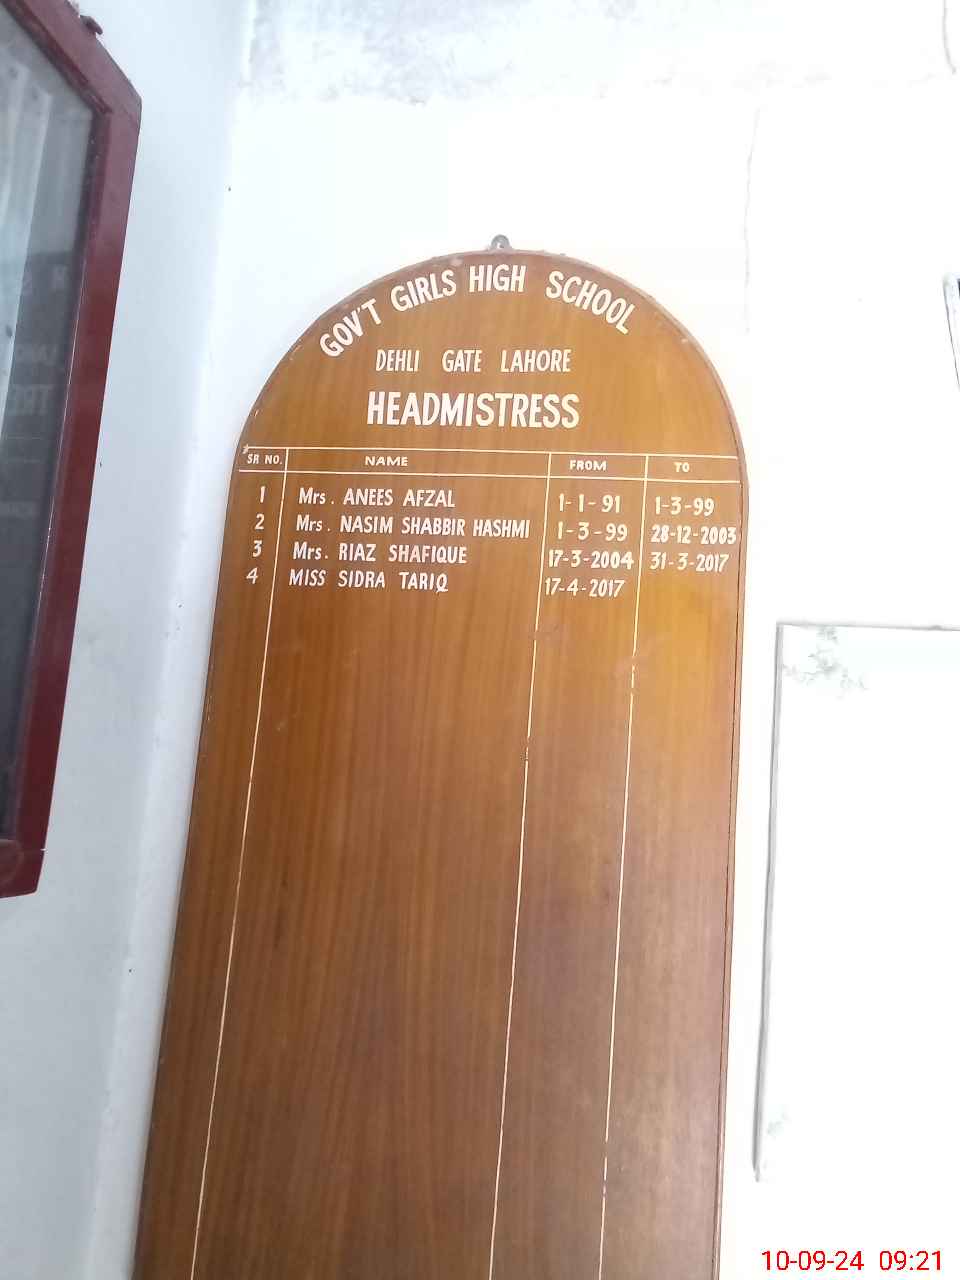 GOV'T GIRLS HIGH SCHOOL
DEHLI GATE LAHORE
HEADMISTRESS
SR NO. NAME FROM TO
1 Mrs. ANEES AFZAL 1-1-91 1-3-99
2 Mrs. NASIM SHABBIR HASHMI 1-3-99 28-12-2003
3 Mrs. RIAZ SHAFIQUE 17-3-2004 31-3-2017
4 MISS SIDRA TARIQ 17-4-2017
10-09-24 09:21